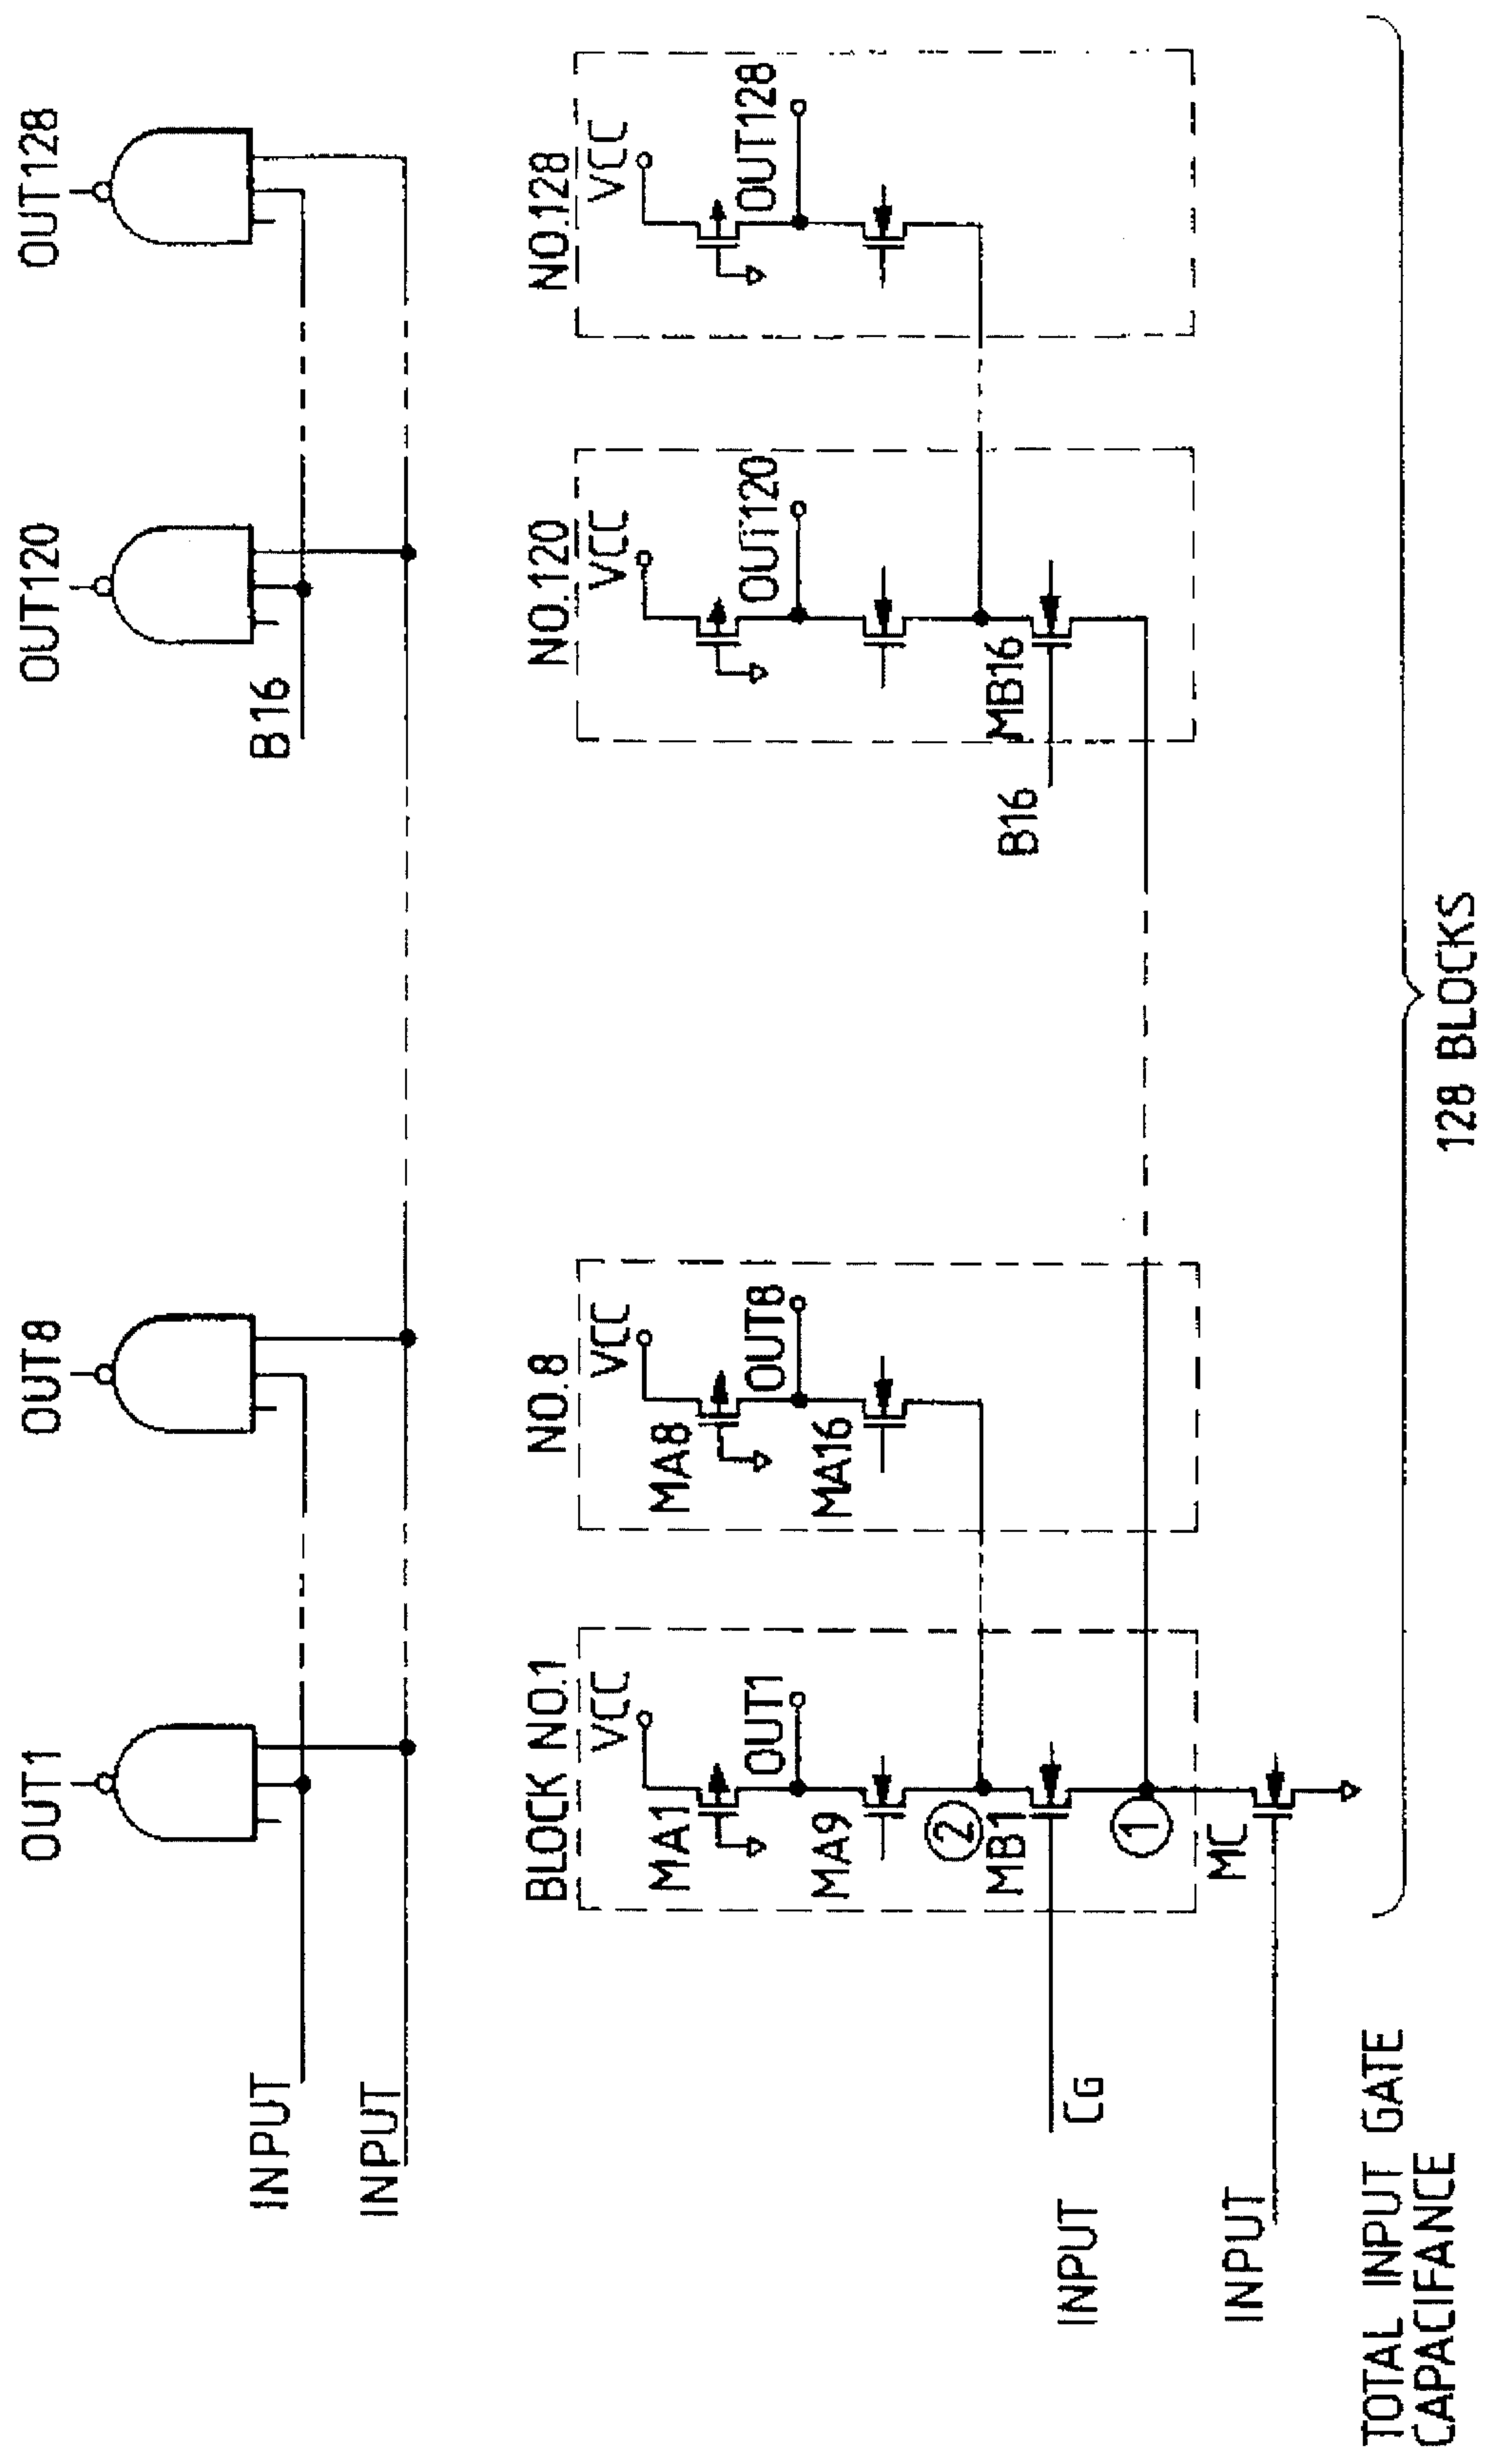 OUT1
OUT8
OUT120
OUT128
INPUT
B16
INPUT
BLOCK NO.1
NO.8
NO.120
NO.128
VCC
VCC
VCC
VCC
MA1
OUT1
MA8
OUT8
OUT120
OUT128
MA9
MA16
2
MB1
MB16
INPUT
CG
B16
1
MC
INPUT
TOTAL INPUT GATE
CAPACIFANCE
128 BLOCKS